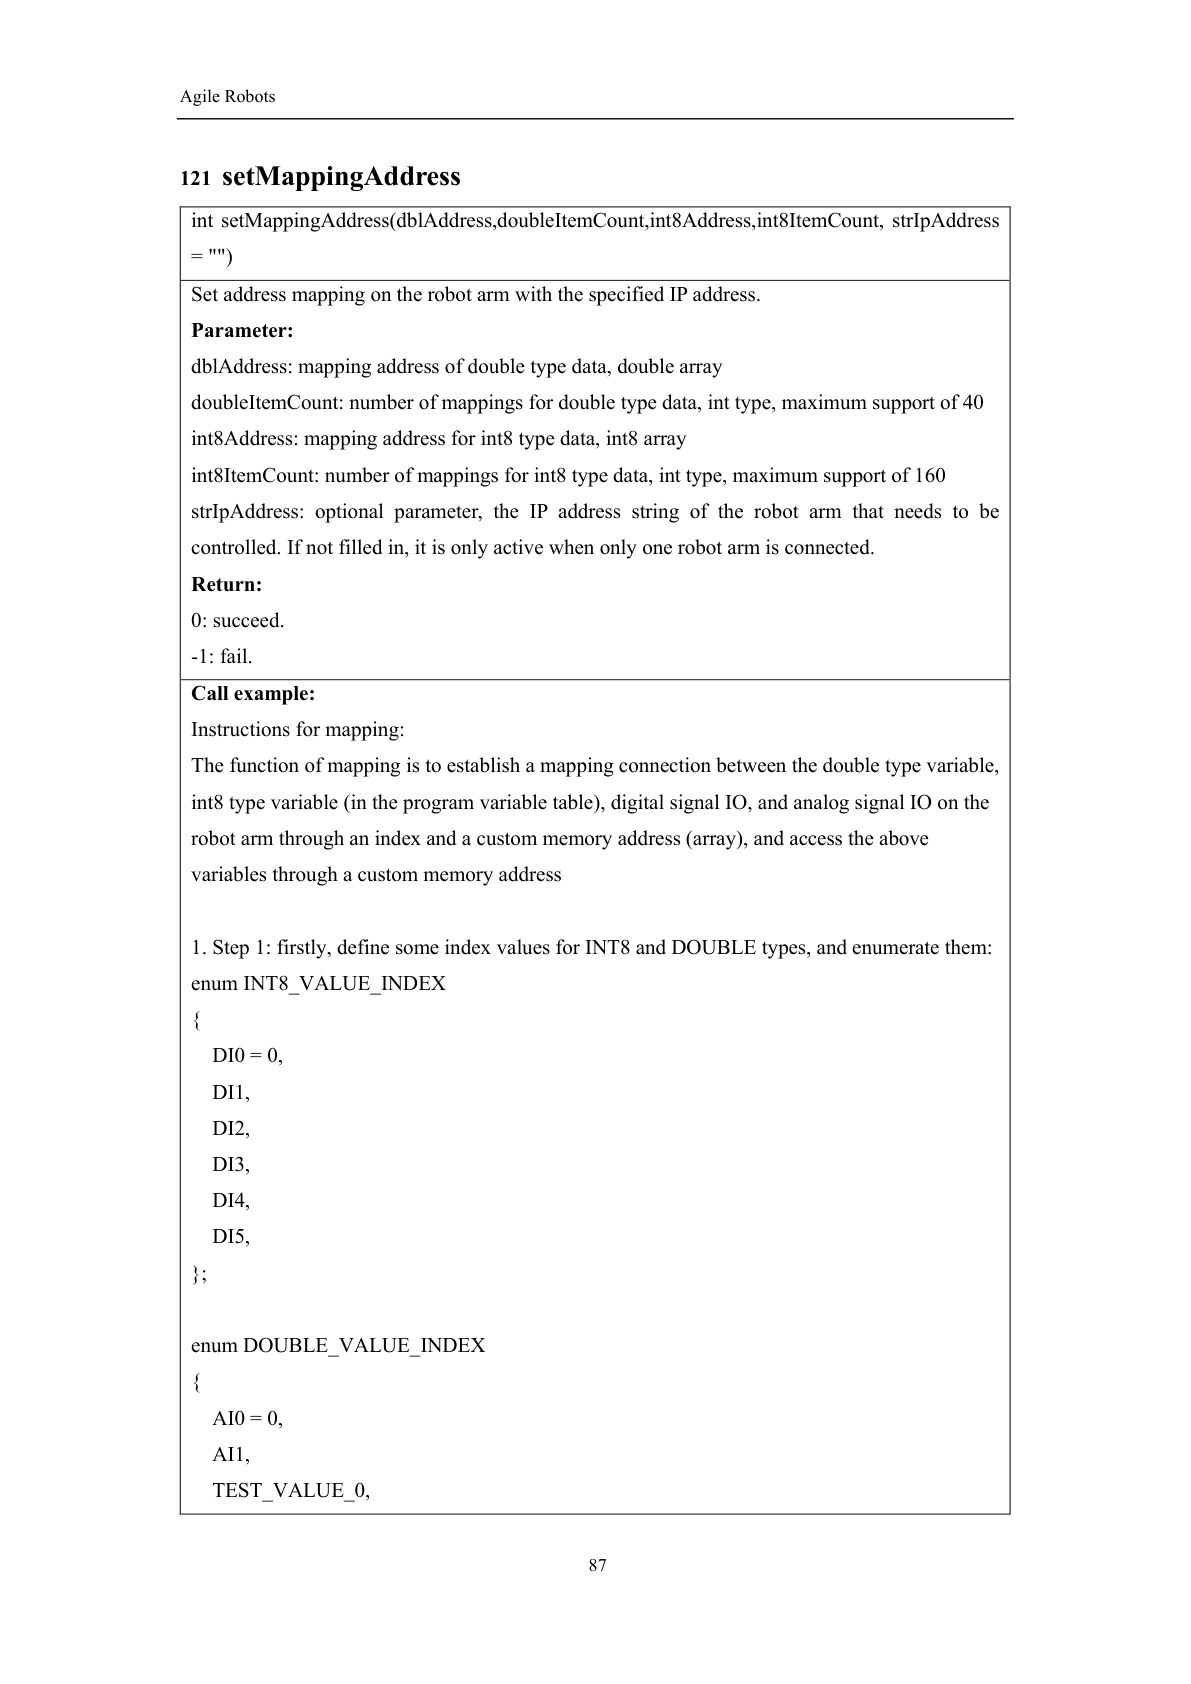 Agile Robots
121 setMappingAddress
int setMappingAddress(dblAddress,doubleItemCount,int8Address,int8ItemCount, strIpAddress
= "")
Set address mapping on the robot arm with the specified IP address.
Parameter:
dblAddress: mapping address of double type data, double array
doubleItemCount: number of mappings for double type data, int type, maximum support of 40
int8Address: mapping address for int8 type data, int8 array
int8ItemCount: number of mappings for int8 type data, int type, maximum support of 160
strIpAddress: optional parameter, the IP address string of the robot arm that needs to be
controlled. If not filled in, it is only active when only one robot arm is connected.
Return:
0: succeed.
-1: fail.
Call example:
Instructions for mapping:
The function of mapping is to establish a mapping connection between the double type variable,
int8 type variable (in the program variable table), digital signal IO, and analog signal IO on the
robot arm through an index and a custom memory address (array), and access the above
variables through a custom memory address
1. Step 1: firstly, define some index values for INT8 and DOUBLE types, and enumerate them:
enum INT8_VALUE_INDEX
{
DI0 = 0,
DI1,
DI2,
DI3,
DI4,
DI5,
};
enum DOUBLE_VALUE_INDEX
{
AI0 = 0,
AI1,
TEST_VALUE_0,
87